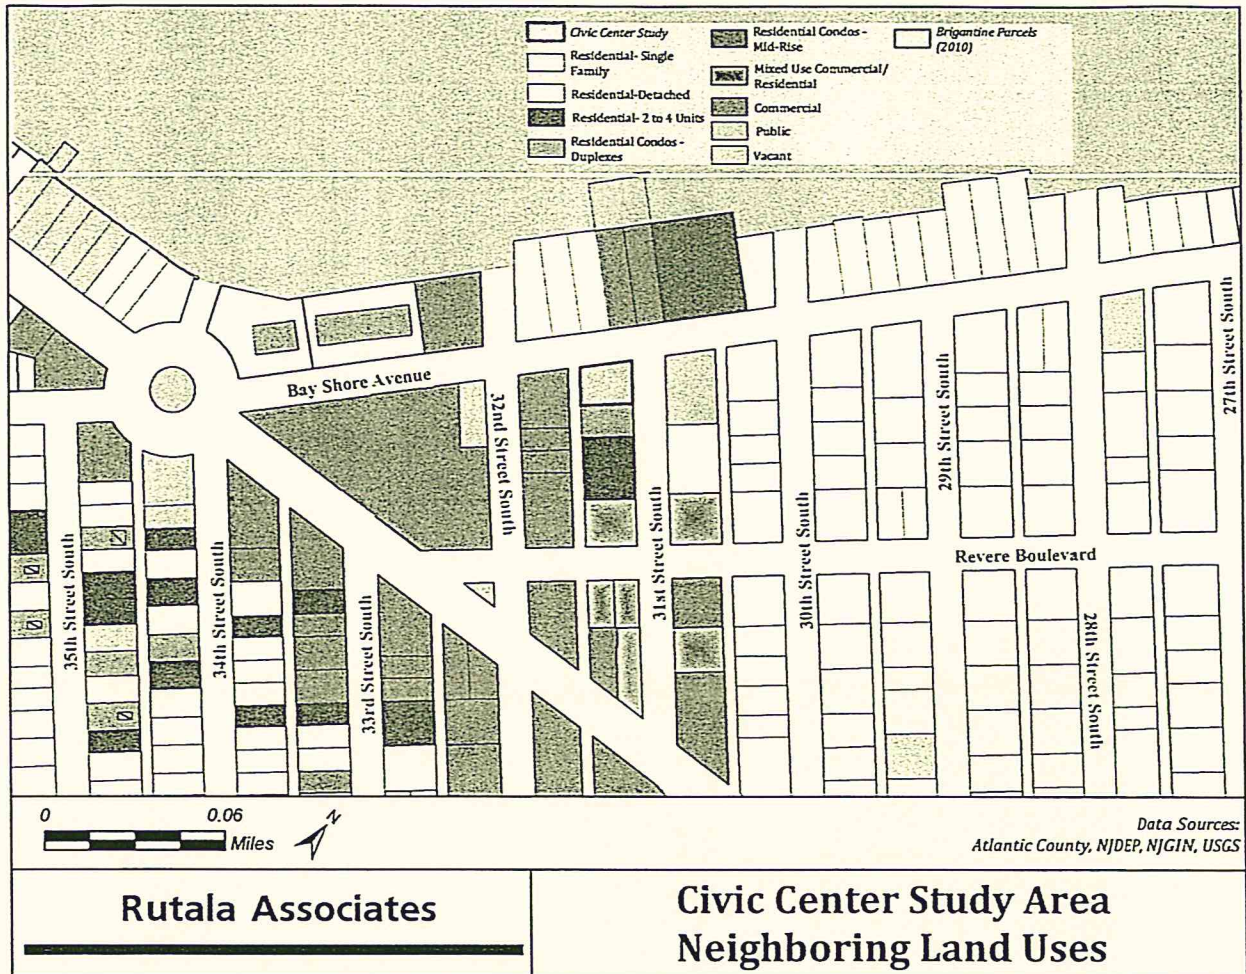 Civic Center Study
Residential- Single
Family
Residential-Detached
Residential- 2 to 4 Units
Residential Condos -
Duplexes
Residential Condos -
Mid-Rise
Mixed Use Commercial/
Residential
Commercial
Public
Vacant
Brigantine Parcels
(2010)
Bay Shore Avenue
32nd Street South
31st Street South
30th Street South
29th Street South
27th Street South
Revere Boulevard
35th Street South
34th Street South
33rd Street South
28th Street South
0 0.06
Miles
N
Data Sources:
Atlantic County, NJDEP, NJGIN, USGS
Rutala Associates
Civic Center Study Area
Neighboring Land Uses